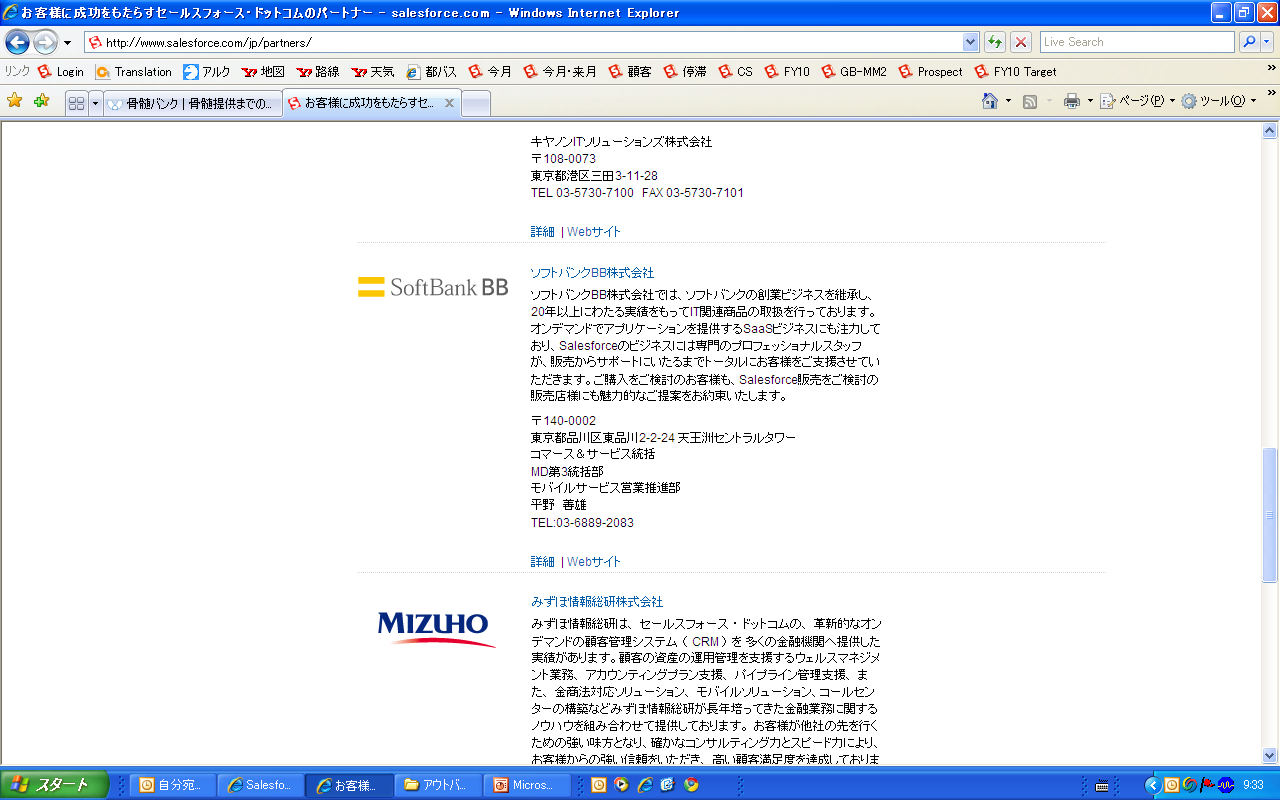 お客様に成功をもたらすセールスフォース・ドットコムのパートナー - salesforce.com - Windows Internet Explorer
http://www.salesforce.com/jp/partners/
Live Search
リンク Login Translation アルク 地図 路線 天気 都バス 今月 今月・来月 顧客 停滞 CS FY10 GB-MM2 Prospect FY10 Target
骨髄バンク | 骨髄提供までの... お客様に成功をもたらすセ... ページ(P) ツール(O)
キヤノンITソリューションズ株式会社
〒108-0073
東京都港区三田3-11-28
TEL 03-5730-7100 FAX 03-5730-7101
詳細 | Webサイト
SoftBank BB
ソフトバンクBB株式会社
ソフトバンクBB株式会社では、ソフトバンクの創業ビジネスを継承し、
20年以上にわたる実績をもってIT関連商品の取扱を行っております。
オンデマンドでアプリケーションを提供するSaaSビジネスにも注力して
おり、Salesforceのビジネスには専門のプロフェッショナルスタッフ
が、販売からサポートにいたるまでトータルにお客様をご支援させてい
ただきます。ご購入をご検討のお客様も、Salesforce販売をご検討の
販売店様にも魅力的なご提案をお約束いたします。
〒140-0002
東京都品川区東品川2-2-24 天王洲セントラルタワー
コマース＆サービス統括
MD第3統括部
モバイルサービス営業推進部
平野 善雄
TEL:03-6889-2083
詳細 | Webサイト
MIZUHO
みずほ情報総研株式会社
みずほ情報総研は、セールスフォース・ドットコムの、革新的なオン
デマンドの顧客管理システム（ CRM ）を 多くの金融機関へ提供した
実績があります。顧客の資産の運用管理を支援するウェルスマネジメ
ント業務、アカウンティングプラン支援、パイプライン管理支援、ま
た、金商法対応ソリューション、モバイルソリューション、コールセン
ターの構築などみずほ情報総研が長年培ってきた金融業務に関する
ノウハウを組み合わせて提供しております。お客様が他社の先を行く
ための強い味方となり、確かなコンサルティング力とスピード力により、
お客様からの強い信頼をいただき、高い顧客満足度を達成しておりま
スタート 自分宛... Salesfo... お客様... アウトバ... Micros... 9:33